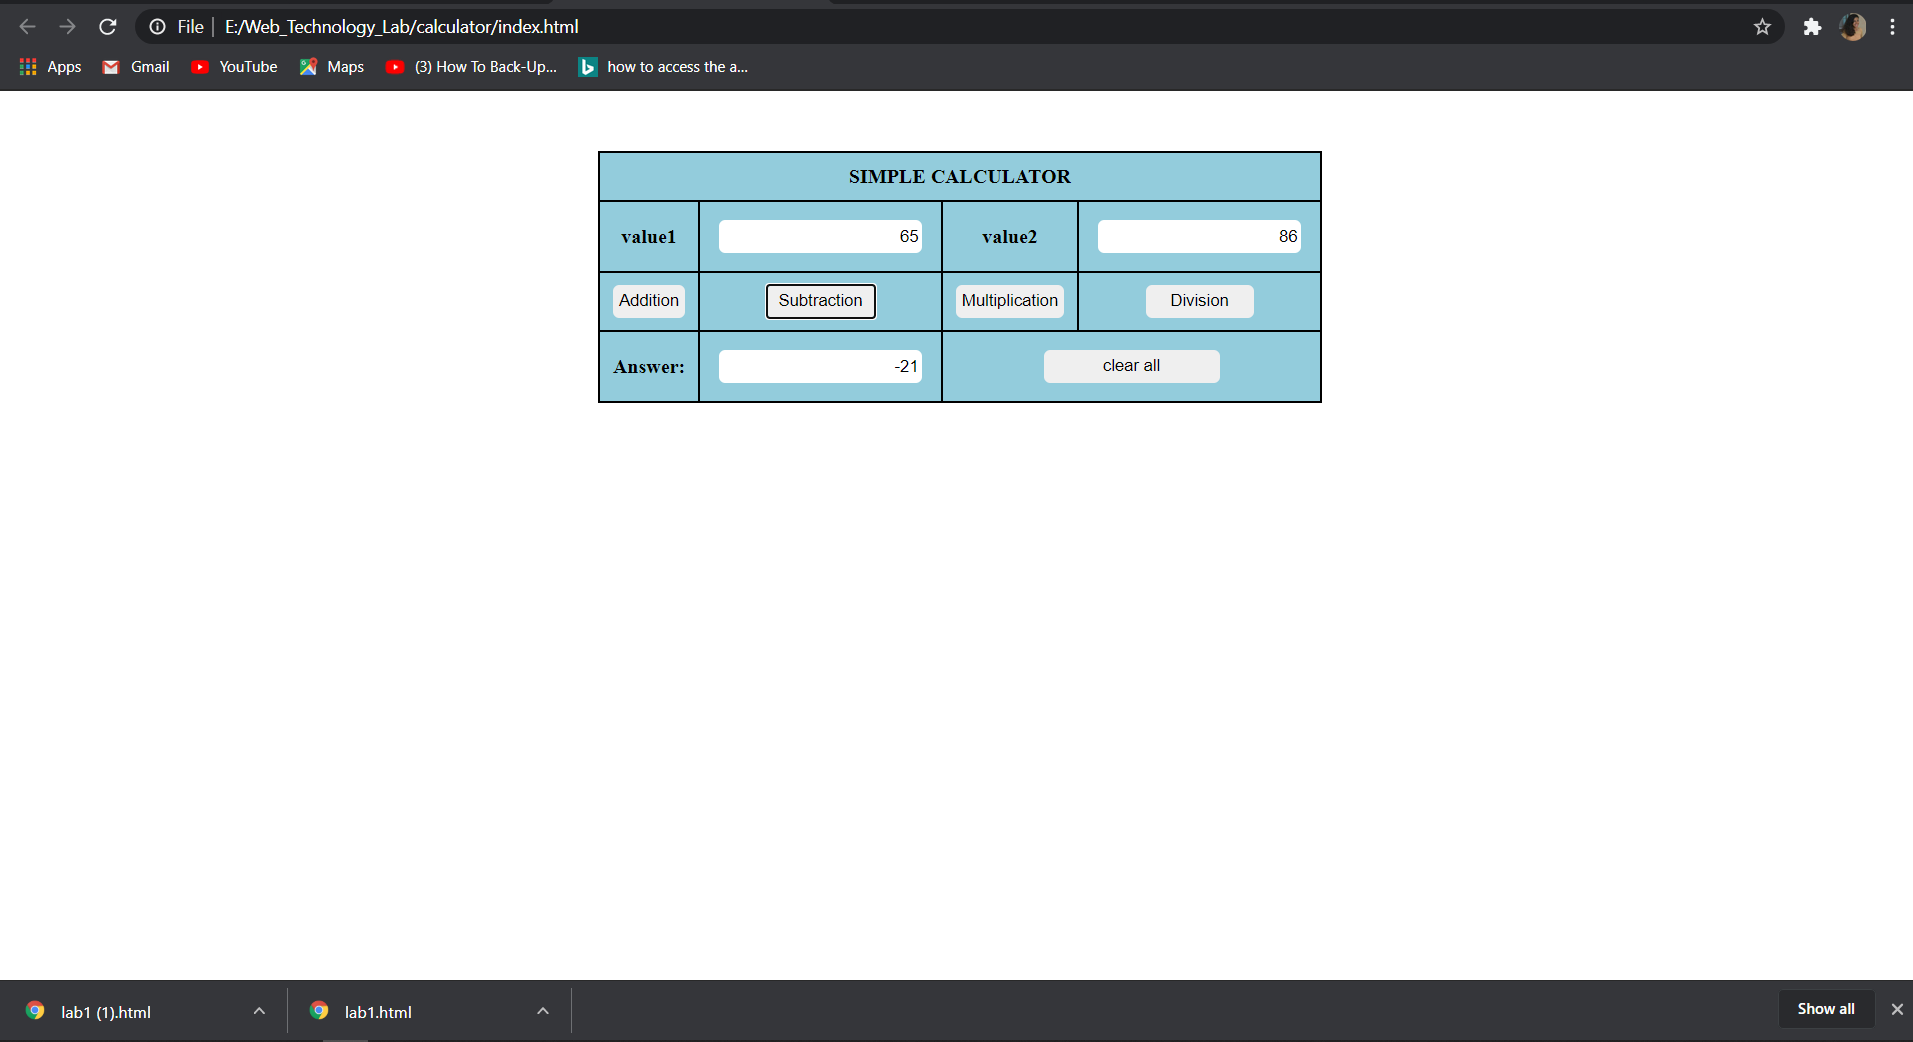 File E:/Web_Technology_Lab/calculator/index.html
Apps Gmail YouTube Maps (3) How To Back-Up... how to access the a...
SIMPLE CALCULATOR
value1 65 value2 86
Addition Subtraction Multiplication Division
Answer: -21 clear all
lab1 (1).html lab1.html Show all